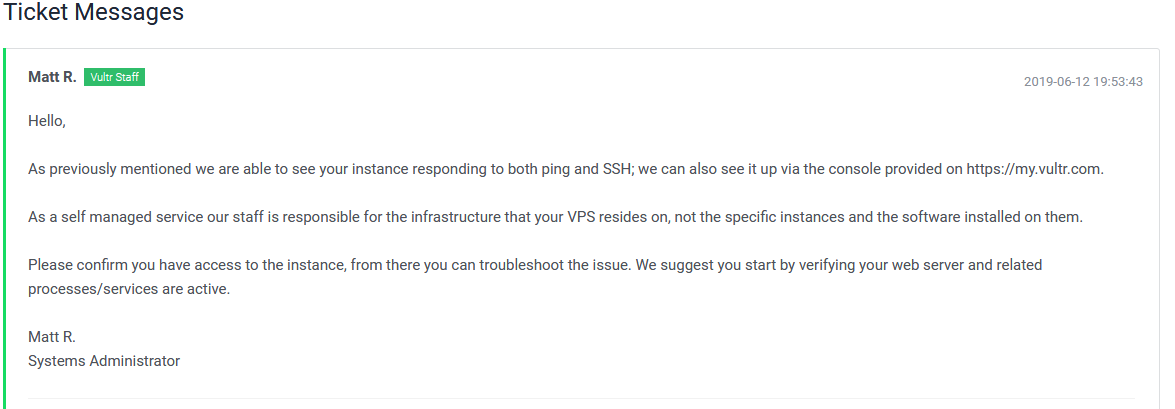 Ticket Messages
Matt R. Vultr Staff
2019-06-12 19:53:43
Hello,
As previously mentioned we are able to see your instance responding to both ping and SSH; we can also see it up via the console provided on https://my.vultr.com.
As a self managed service our staff is responsible for the infrastructure that your VPS resides on, not the specific instances and the software installed on them.
Please confirm you have access to the instance, from there you can troubleshoot the issue. We suggest you start by verifying your web server and related
processes/services are active.
Matt R.
Systems Administrator